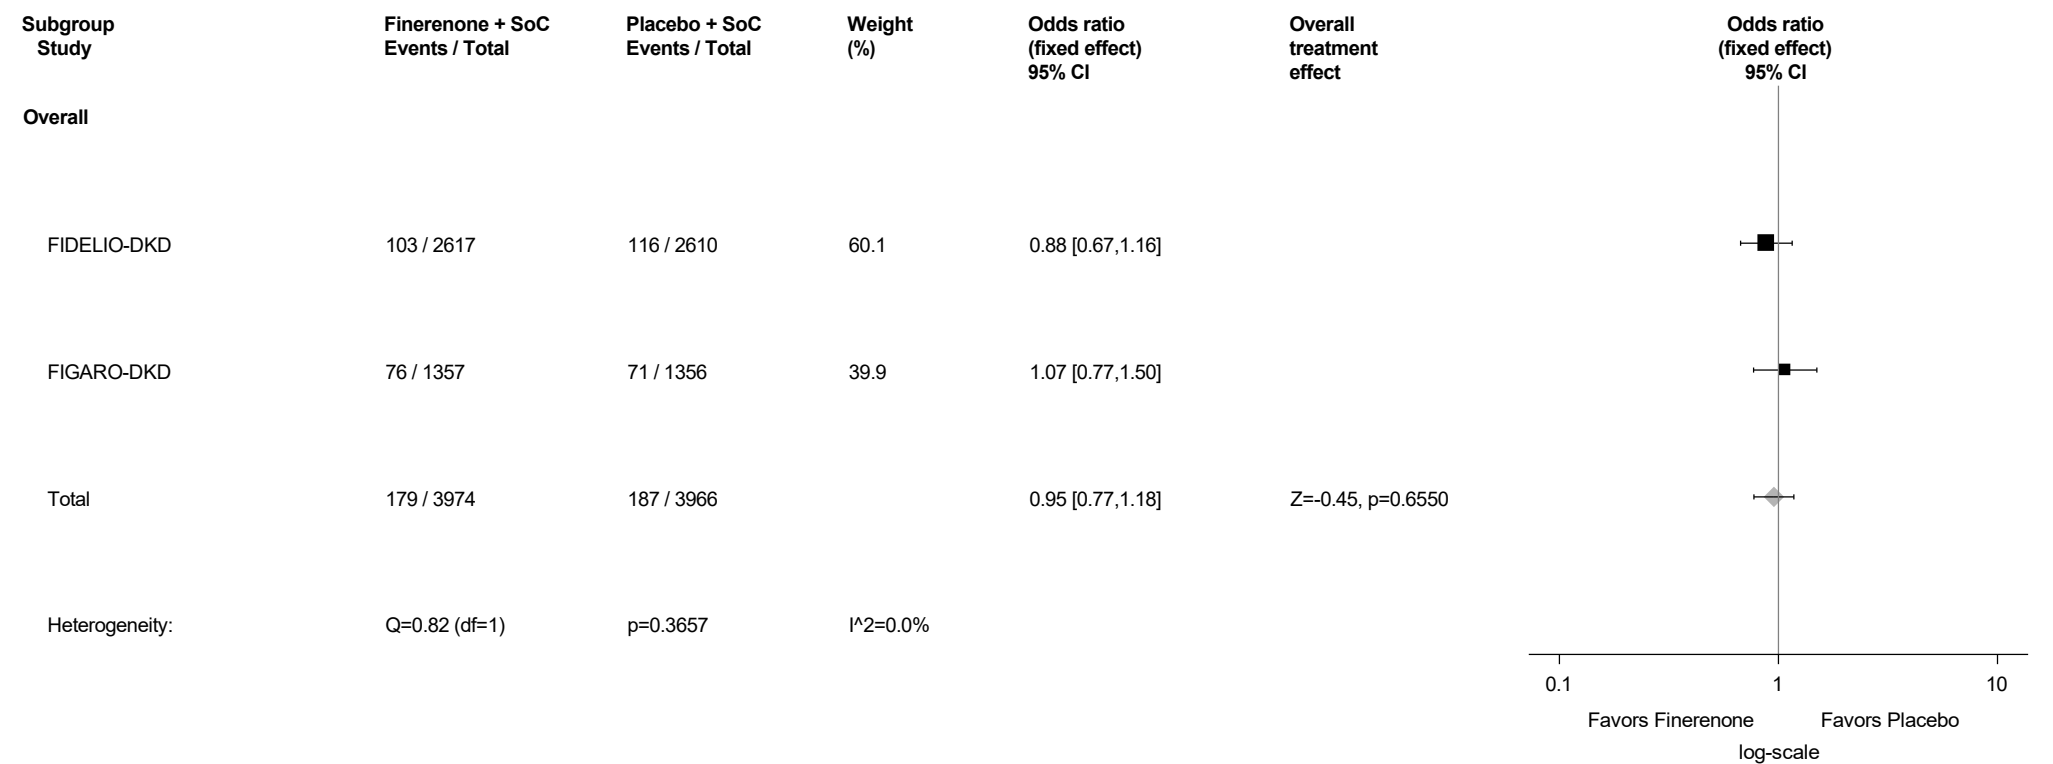 Subgroup Finerenone + SoC Placebo + SoC Weight Odds ratio Overall Odds ratio
Study Events / Total Events / Total (%) (fixed effect) treatment (fixed effect)
95% CI effect 95% CI
Overall
FIDELIO-DKD 103 / 2617 116 / 2610 60.1 0.88 [0.67,1.16]
FIGARO-DKD 76 / 1357 71 / 1356 39.9 1.07 [0.77,1.50]
Total 179 / 3974 187 / 3966 0.95 [0.77,1.18] Z=-0.45, p=0.6550
Heterogeneity: Q=0.82 (df=1) p=0.3657 I^2=0.0%
0.1 1 10
Favors Finerenone Favors Placebo
log-scale